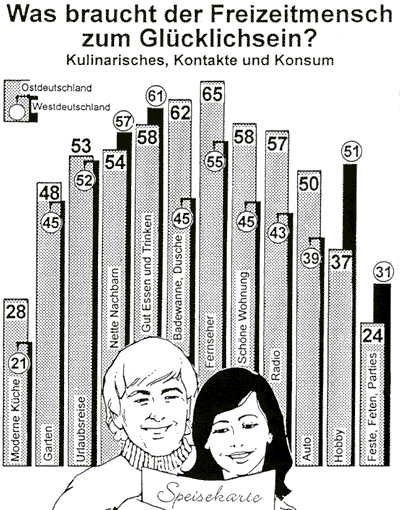 Was braucht der Freizeitmensch
zum Glücklichsein?
Kulinarisches, Kontakte und Konsum
Ostdeutschland
Westdeutschland
28
21
Moderne Küche
48
45
Garten
53
52
Urlaubsreise
54
57
Nette Nachbarn
58
61
Gut Essen und Trinken
62
45
Badewanne, Dusche
65
55
Fernseher
58
45
Schöne Wohnung
57
43
Radio
50
39
Auto
37
51
Hobby
24
31
Feste, Feten, Parties
Speisekarte